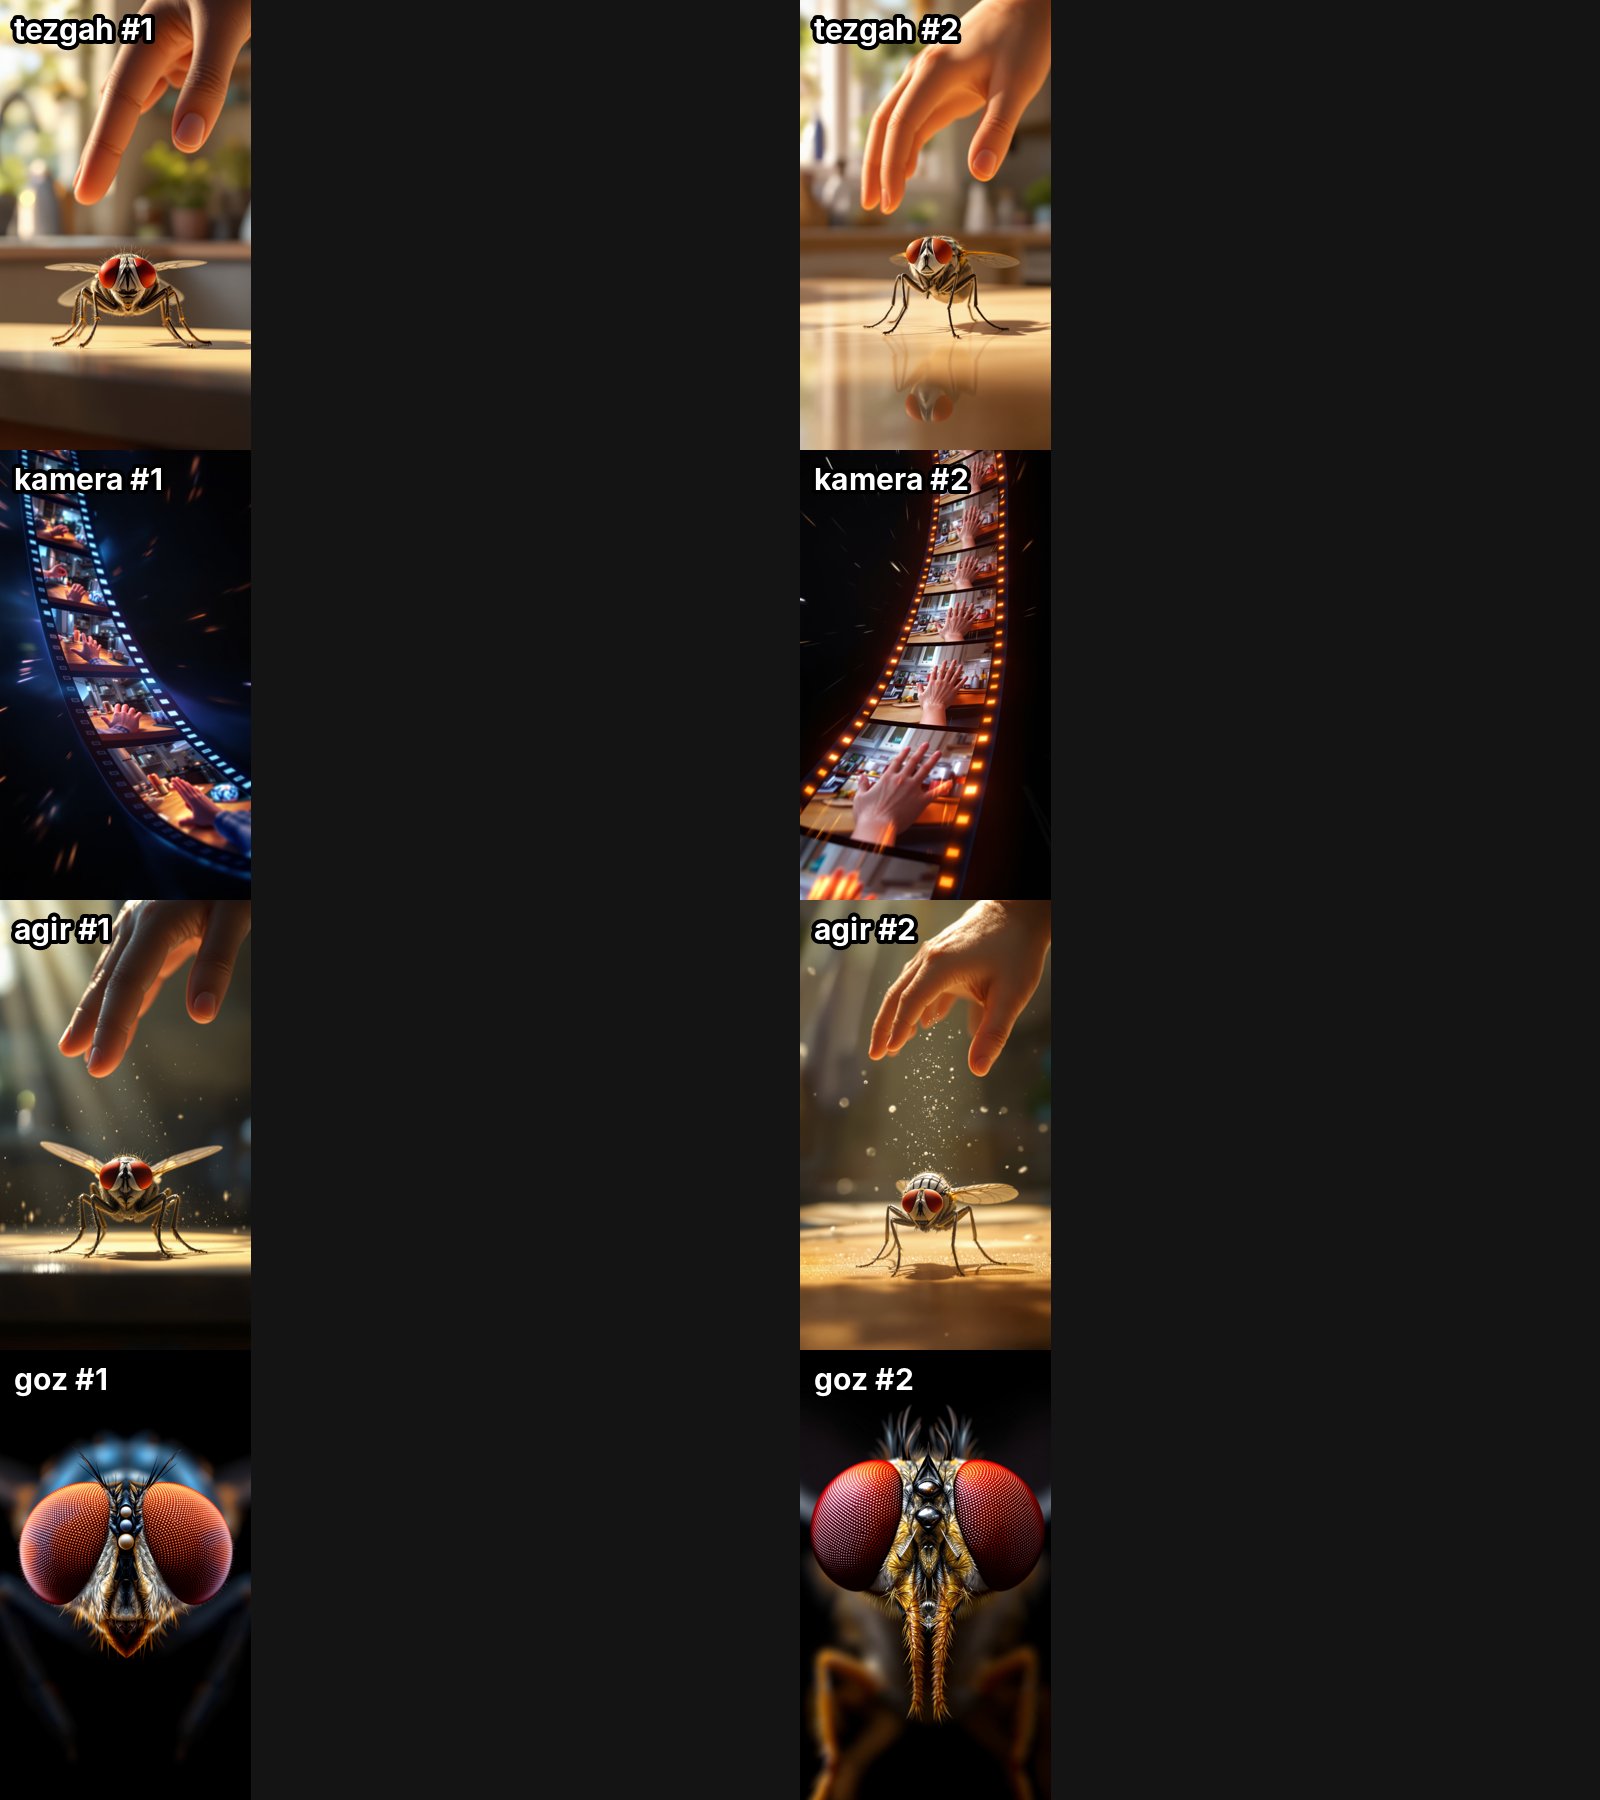 tezgah #1
tezgah #2
kamera #1
kamera #2
agir #1
agir #2
goz #1
goz #2